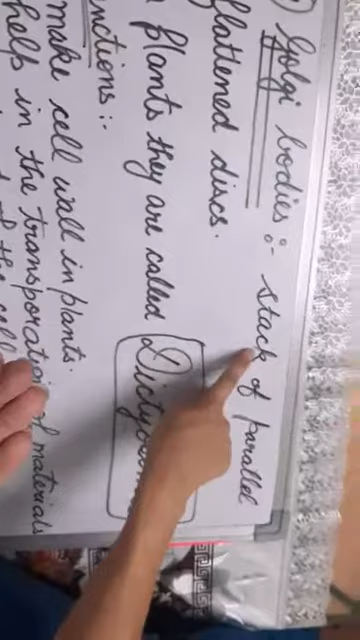 Golgi bodies :- Stack of parallel
flattened discs.
plants they are called
make cell wall in plants.
help in the transportation of materials